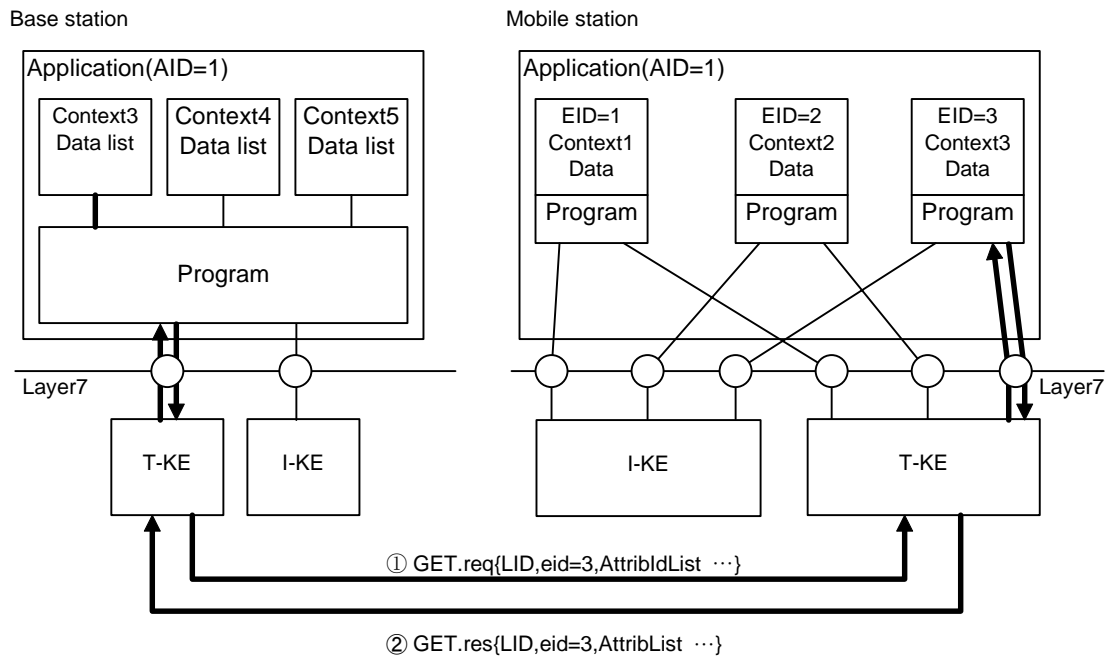 Base station
Mobile station
Application(AID=1)
Context3
Data list
Context4
Data list
Context5
Data list
Program
Layer7
T-KE
I-KE
Application(AID=1)
EID=1
Context1
Data
Program
EID=2
Context2
Data
Program
EID=3
Context3
Data
Program
Layer7
I-KE
T-KE
① GET.req{LID,eid=3,AttribIdList ⋯}
② GET.res{LID,eid=3,AttribList ⋯}